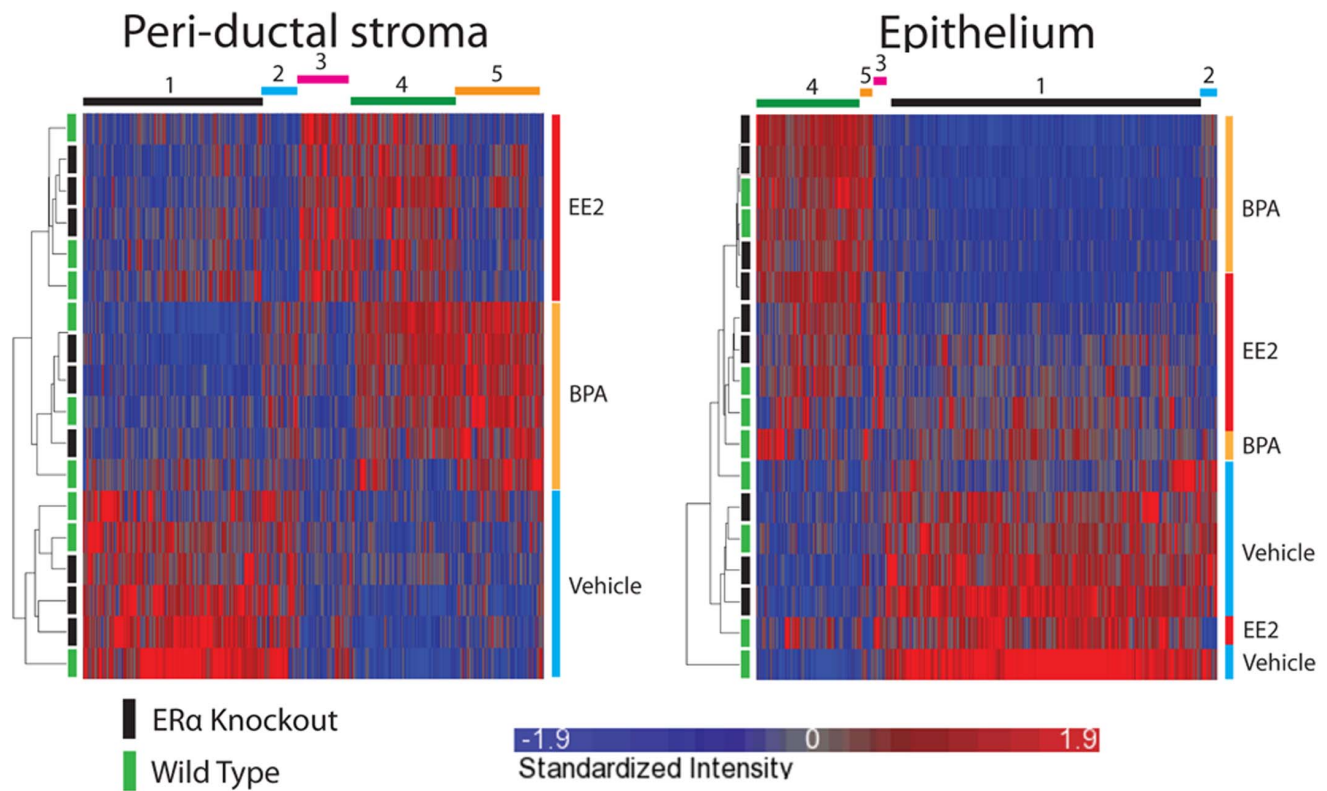 Peri-ductal stroma
1 2 3 4 5
EE2
BPA
Vehicle
Epithelium
4 5 3 1 2
BPA
EE2
BPA
Vehicle
EE2
Vehicle
ERα Knockout
Wild Type
-1.9 0 1.9
Standardized Intensity